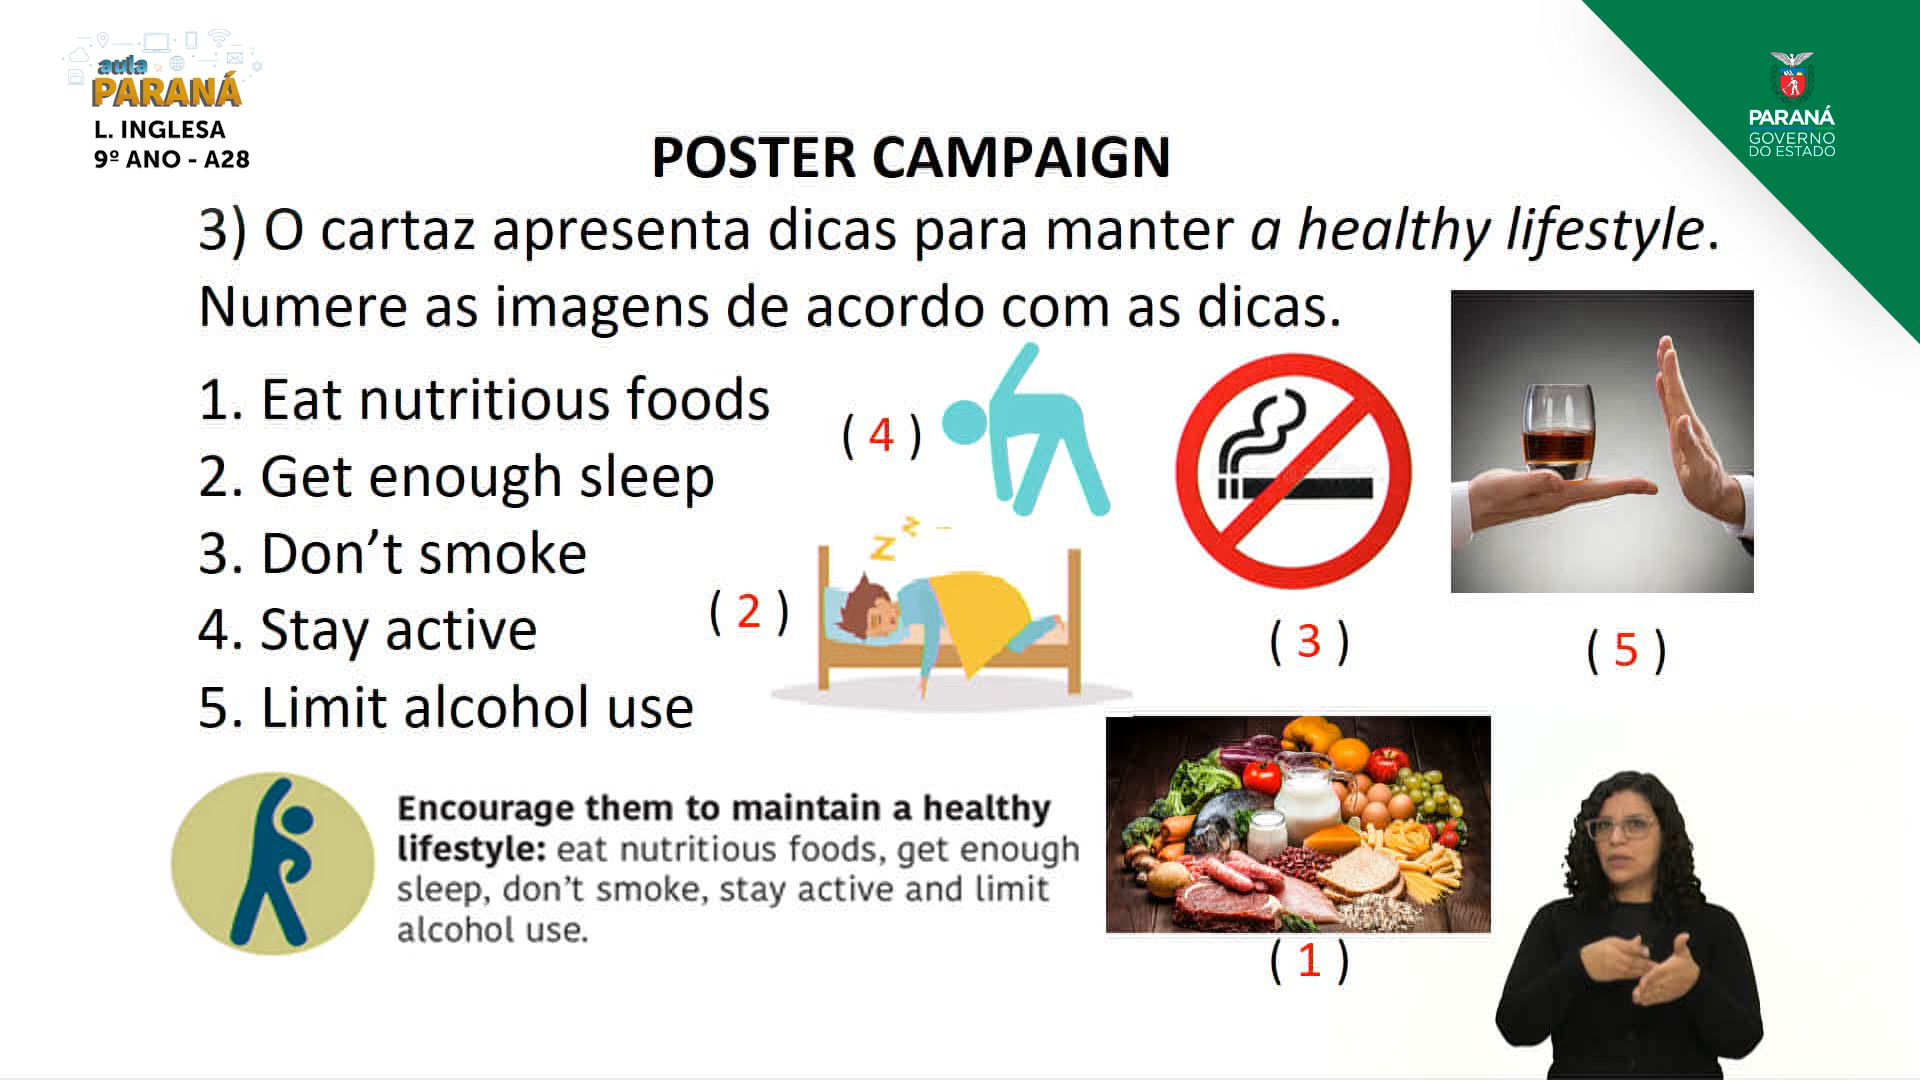 aula
PARANÁ
L. INGLESA
9º ANO - A28
PARANÁ
GOVERNO
DO ESTADO
POSTER CAMPAIGN
3) O cartaz apresenta dicas para manter a healthy lifestyle.
Numere as imagens de acordo com as dicas.
1. Eat nutritious foods
2. Get enough sleep
3. Don’t smoke
4. Stay active
5. Limit alcohol use
( 4 )
z z
( 2 )
( 3 )
( 5 )
Encourage them to maintain a healthy
lifestyle: eat nutritious foods, get enough
sleep, don’t smoke, stay active and limit
alcohol use.
( 1 )